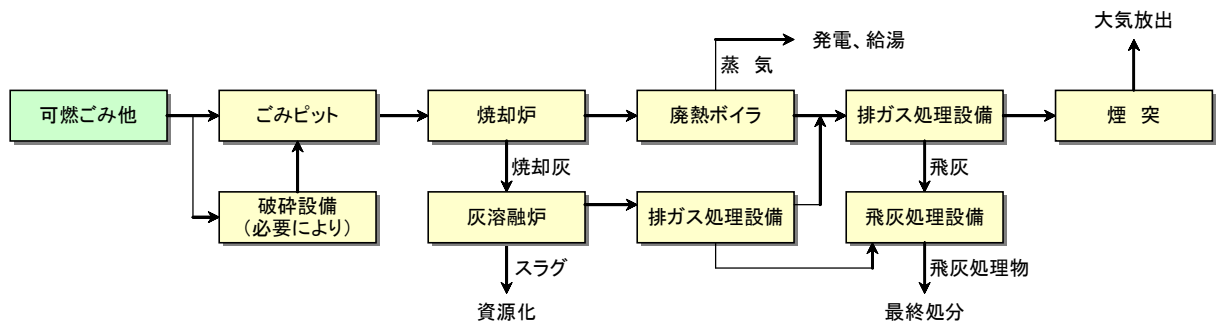 大気放出
発電、給湯
蒸 気
可燃ごみ他
ごみピット
焼却炉
廃熱ボイラ
排ガス処理設備
煙 突
焼却灰
飛灰
破砕設備
(必要により)
灰溶融炉
排ガス処理設備
飛灰処理設備
スラグ
飛灰処理物
資源化
最終処分